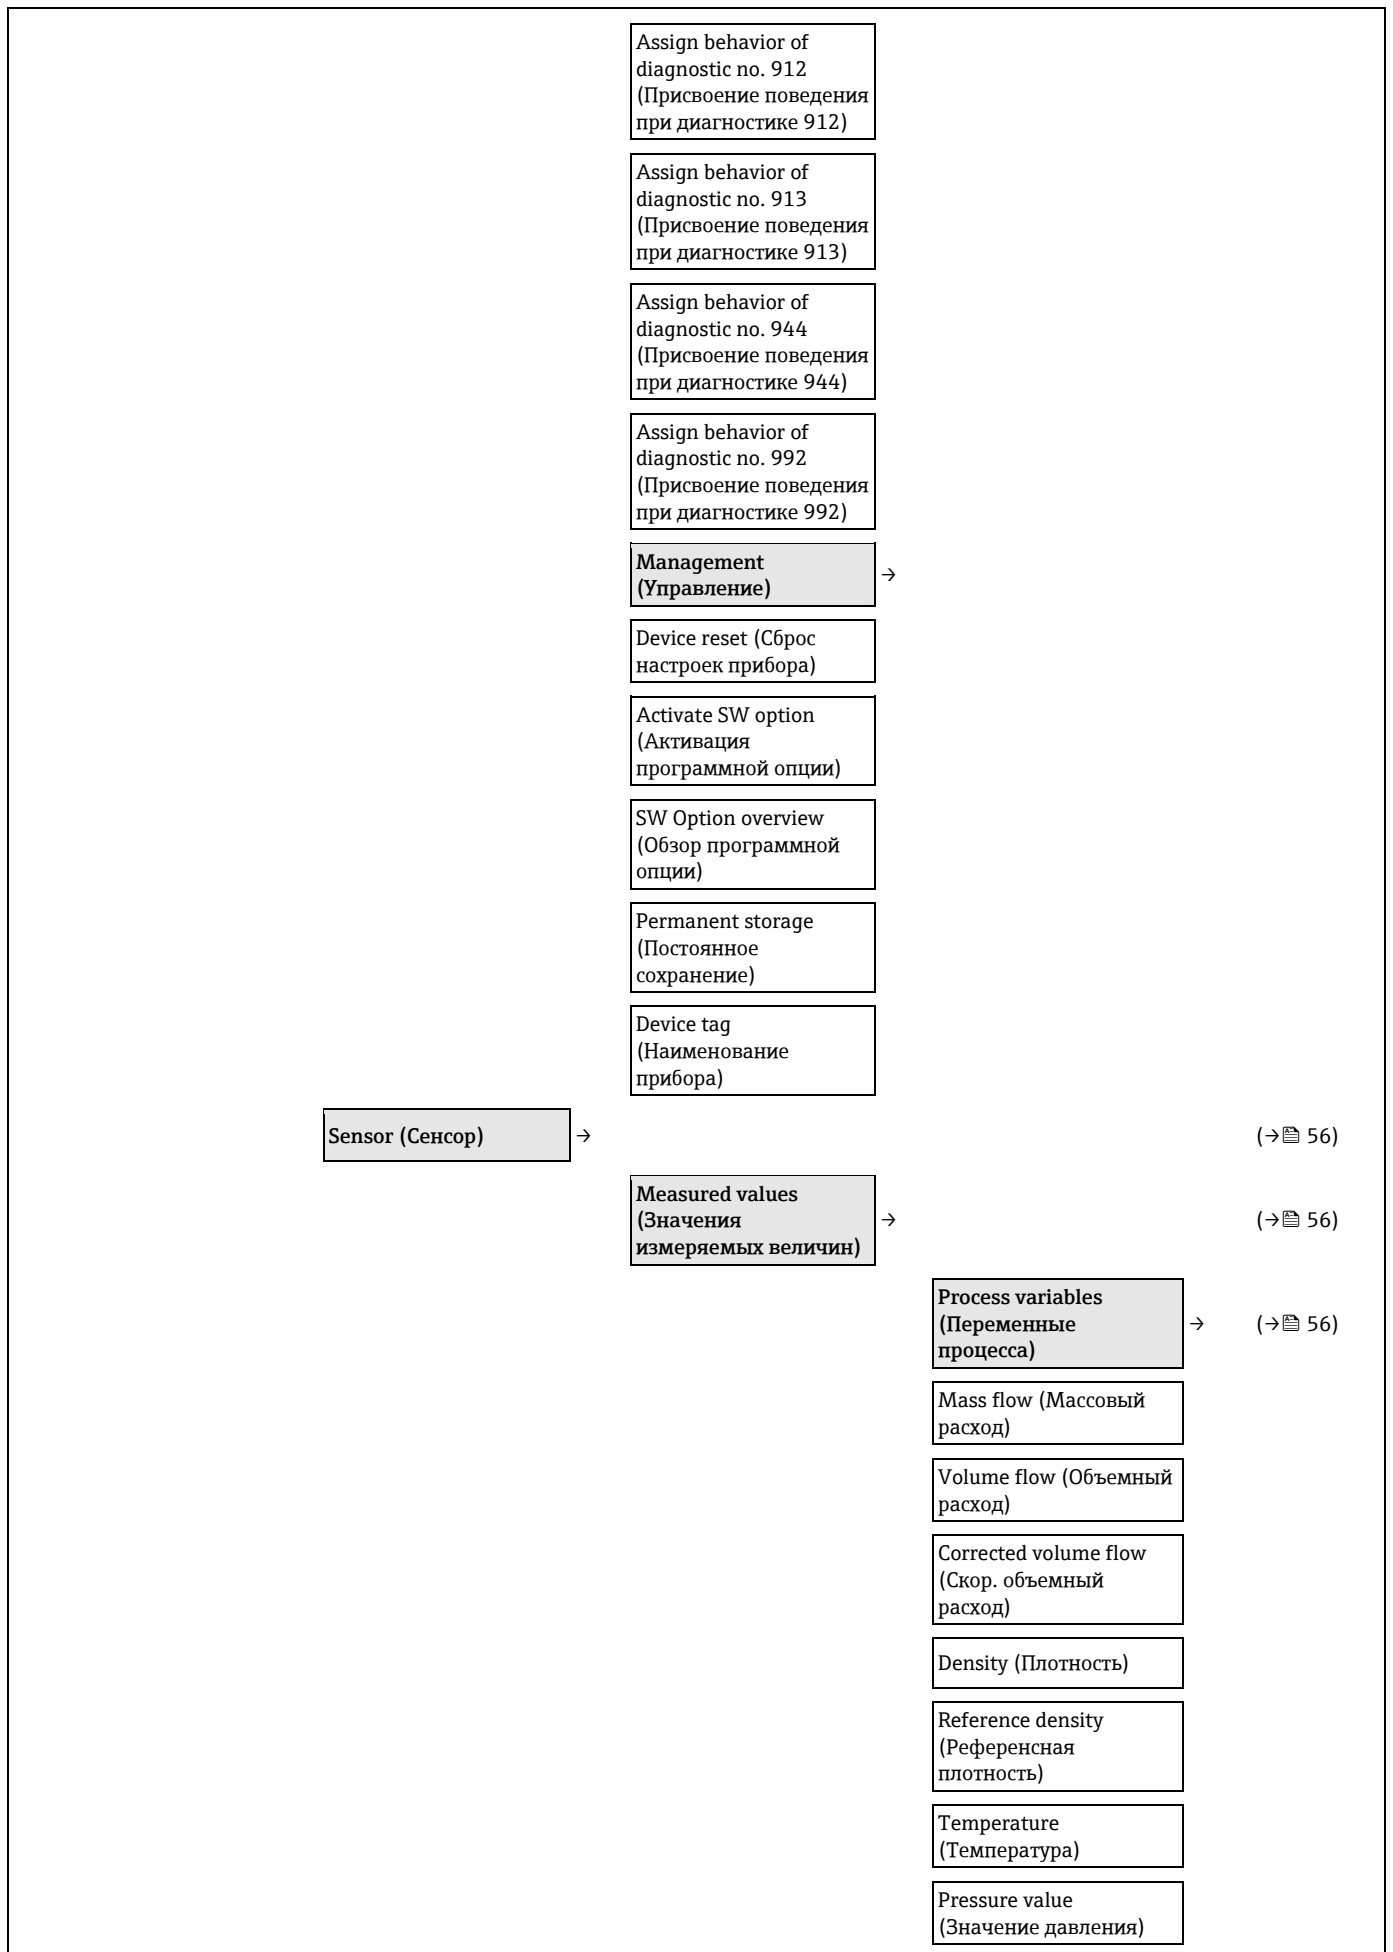 Assign behavior of
diagnostic no. 912
(Присвоение поведения
при диагностике 912)
Assign behavior of
diagnostic no. 913
(Присвоение поведения
при диагностике 913)
Assign behavior of
diagnostic no. 944
(Присвоение поведения
при диагностике 944)
Assign behavior of
diagnostic no. 992
(Присвоение поведения
при диагностике 992)
Management
(Управление) →
Device reset (Сброс
настроек прибора)
Activate SW option
(Активация
программной опции)
SW Option overview
(Обзор программной
опции)
Permanent storage
(Постоянное
сохранение)
Device tag
(Наименование
прибора)
Sensor (Сенсор) → (→ 56)
Measured values
(Значения → (→ 56)
измеряемых величин)
Process variables
(Переменные → (→ 56)
процесса)
Mass flow (Массовый
расход)
Volume flow (Объемный
расход)
Corrected volume flow
(Скор. объемный
расход)
Density (Плотность)
Reference density
(Референсная
плотность)
Temperature
(Температура)
Pressure value
(Значение давления)